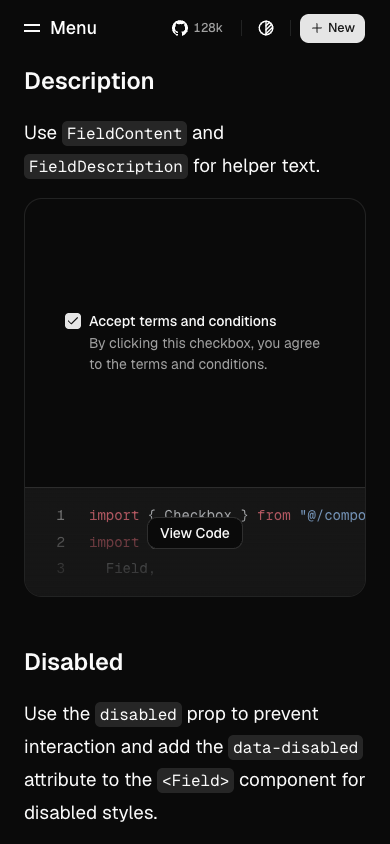 Menu
128k
New
Description
Use FieldContent and
FieldDescription for helper text.
Accept terms and conditions
By clicking this checkbox, you agree
to the terms and conditions.
1 import { Checkbox } from "@/compo
2 import
View Code
3 Field,
Disabled
Use the disabled prop to prevent
interaction and add the data-disabled
attribute to the <Field> component for
disabled styles.